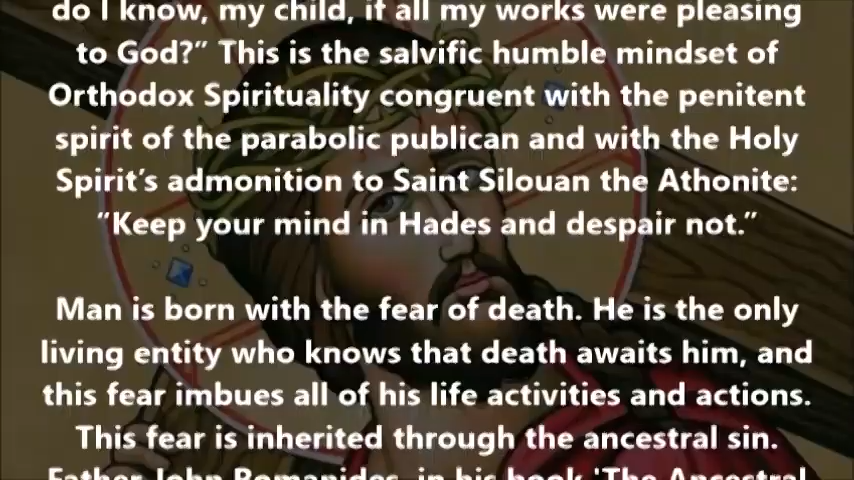 do I know, my child, if all my works were pleasing
to God?” This is the salvific humble mindset of
Orthodox Spirituality congruent with the penitent
spirit of the parabolic publican and with the Holy
Spirit’s admonition to Saint Silouan the Athonite:
“Keep your mind in Hades and despair not.”
Man is born with the fear of death. He is the only
living entity who knows that death awaits him, and
this fear imbues all of his life activities and actions.
This fear is inherited through the ancestral sin.
Father John Romanides, in his book 'The Ancestral